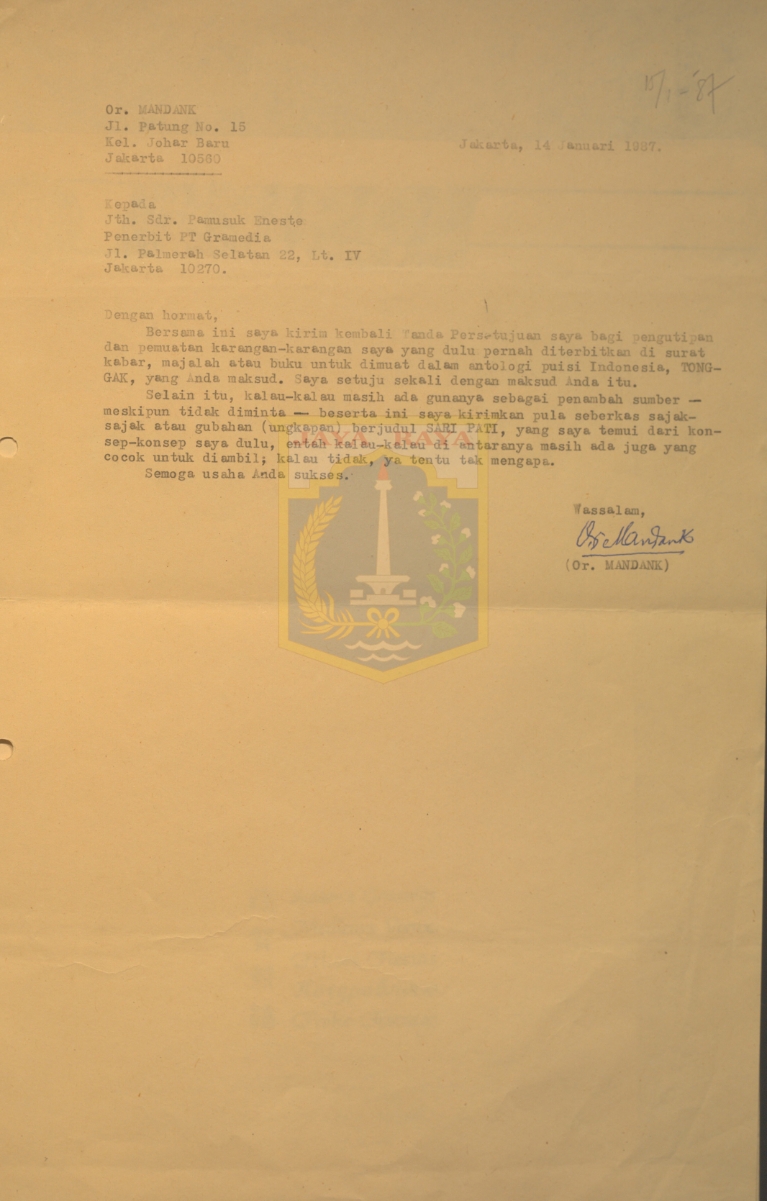 15/1-'87
Or. MANDANK
Jl. Patung No. 15
Kel. Johar Baru
Jakarta, 14 Januari 1987.
Jakarta 10560
Kepada
Jth. Sdr. Pamusuk Eneste
Penerbit PT Gramedia
Jl. Palmerah Selatan 22, Lt. IV
Jakarta 10270.
Dengan hormat,
Bersama ini saya kirim kembali Tanda Persetujuan saya bagi pengutipan
dan pemuatan karangan-karangan saya yang dulu pernah diterbitkan di surat
kabar, majalah atau buku untuk dimuat dalam antologi puisi Indonesia, TONG-
GAK, yang Anda maksud. Saya setuju sekali dengan maksud Anda itu.
Selain itu, kalau-kalau masih ada gunanya sebagai penambah sumber —
meskipun tidak diminta — beserta ini saya kirimkan pula seberkas sajak-
sajak atau gubahan (ungkapan) berjudul SARI PATI, yang saya temui dari kon-
sep-konsep saya dulu, entah kalau-kalau di antaranya masih ada juga yang
cocok untuk diambil; kalau tidak, ya tentu tak mengapa.
Semoga usaha Anda sukses.
JAYA RAYA
Wassalam,
Or. Mandank
(Or. MANDANK)